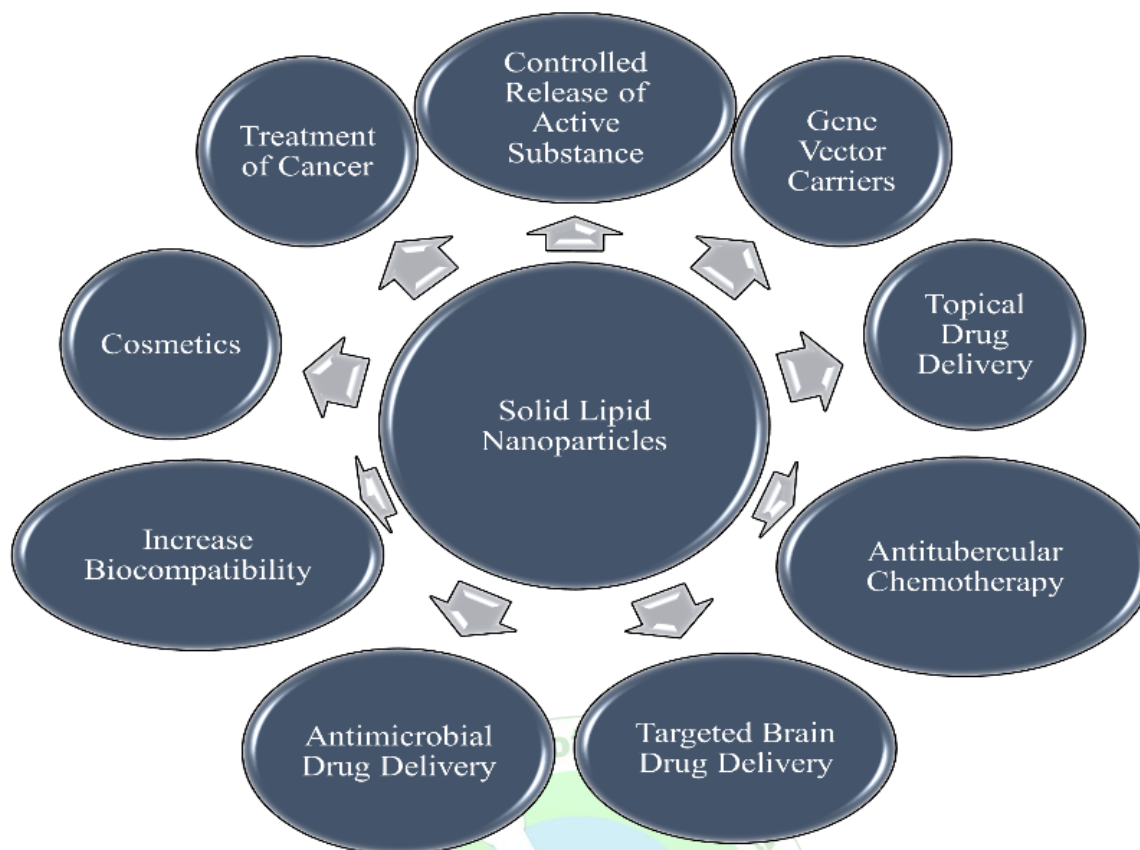 Controlled
Release of
Active
Substance
Gene
Vector
Carriers
Topical
Drug
Delivery
Antitubercular
Chemotherapy
Targeted Brain
Drug Delivery
Antimicrobial
Drug Delivery
Increase
Biocompatibility
Cosmetics
Treatment
of Cancer
Solid Lipid
Nanoparticles